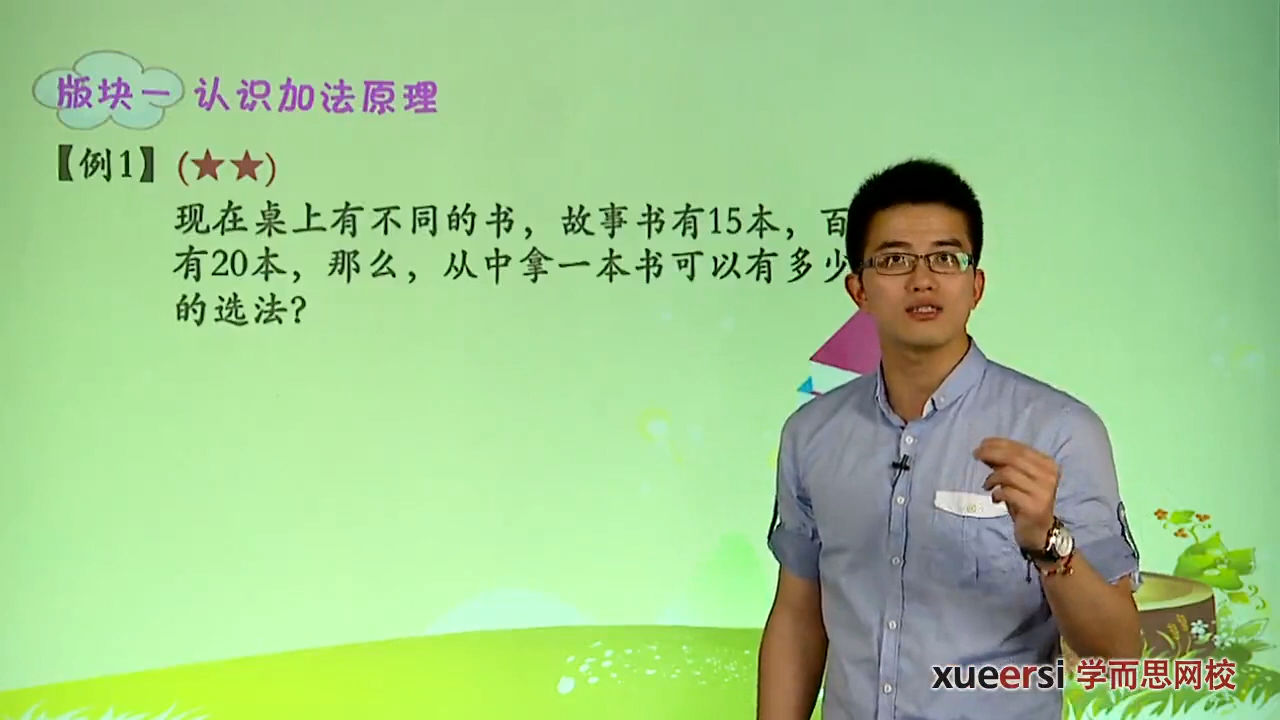 版块一 认识加法原理
【例1】(★★)
现在桌上有不同的书，故事书有15本，百
有20本，那么，从中拿一本书可以有多少
的选法?
xueersi 学而思网校